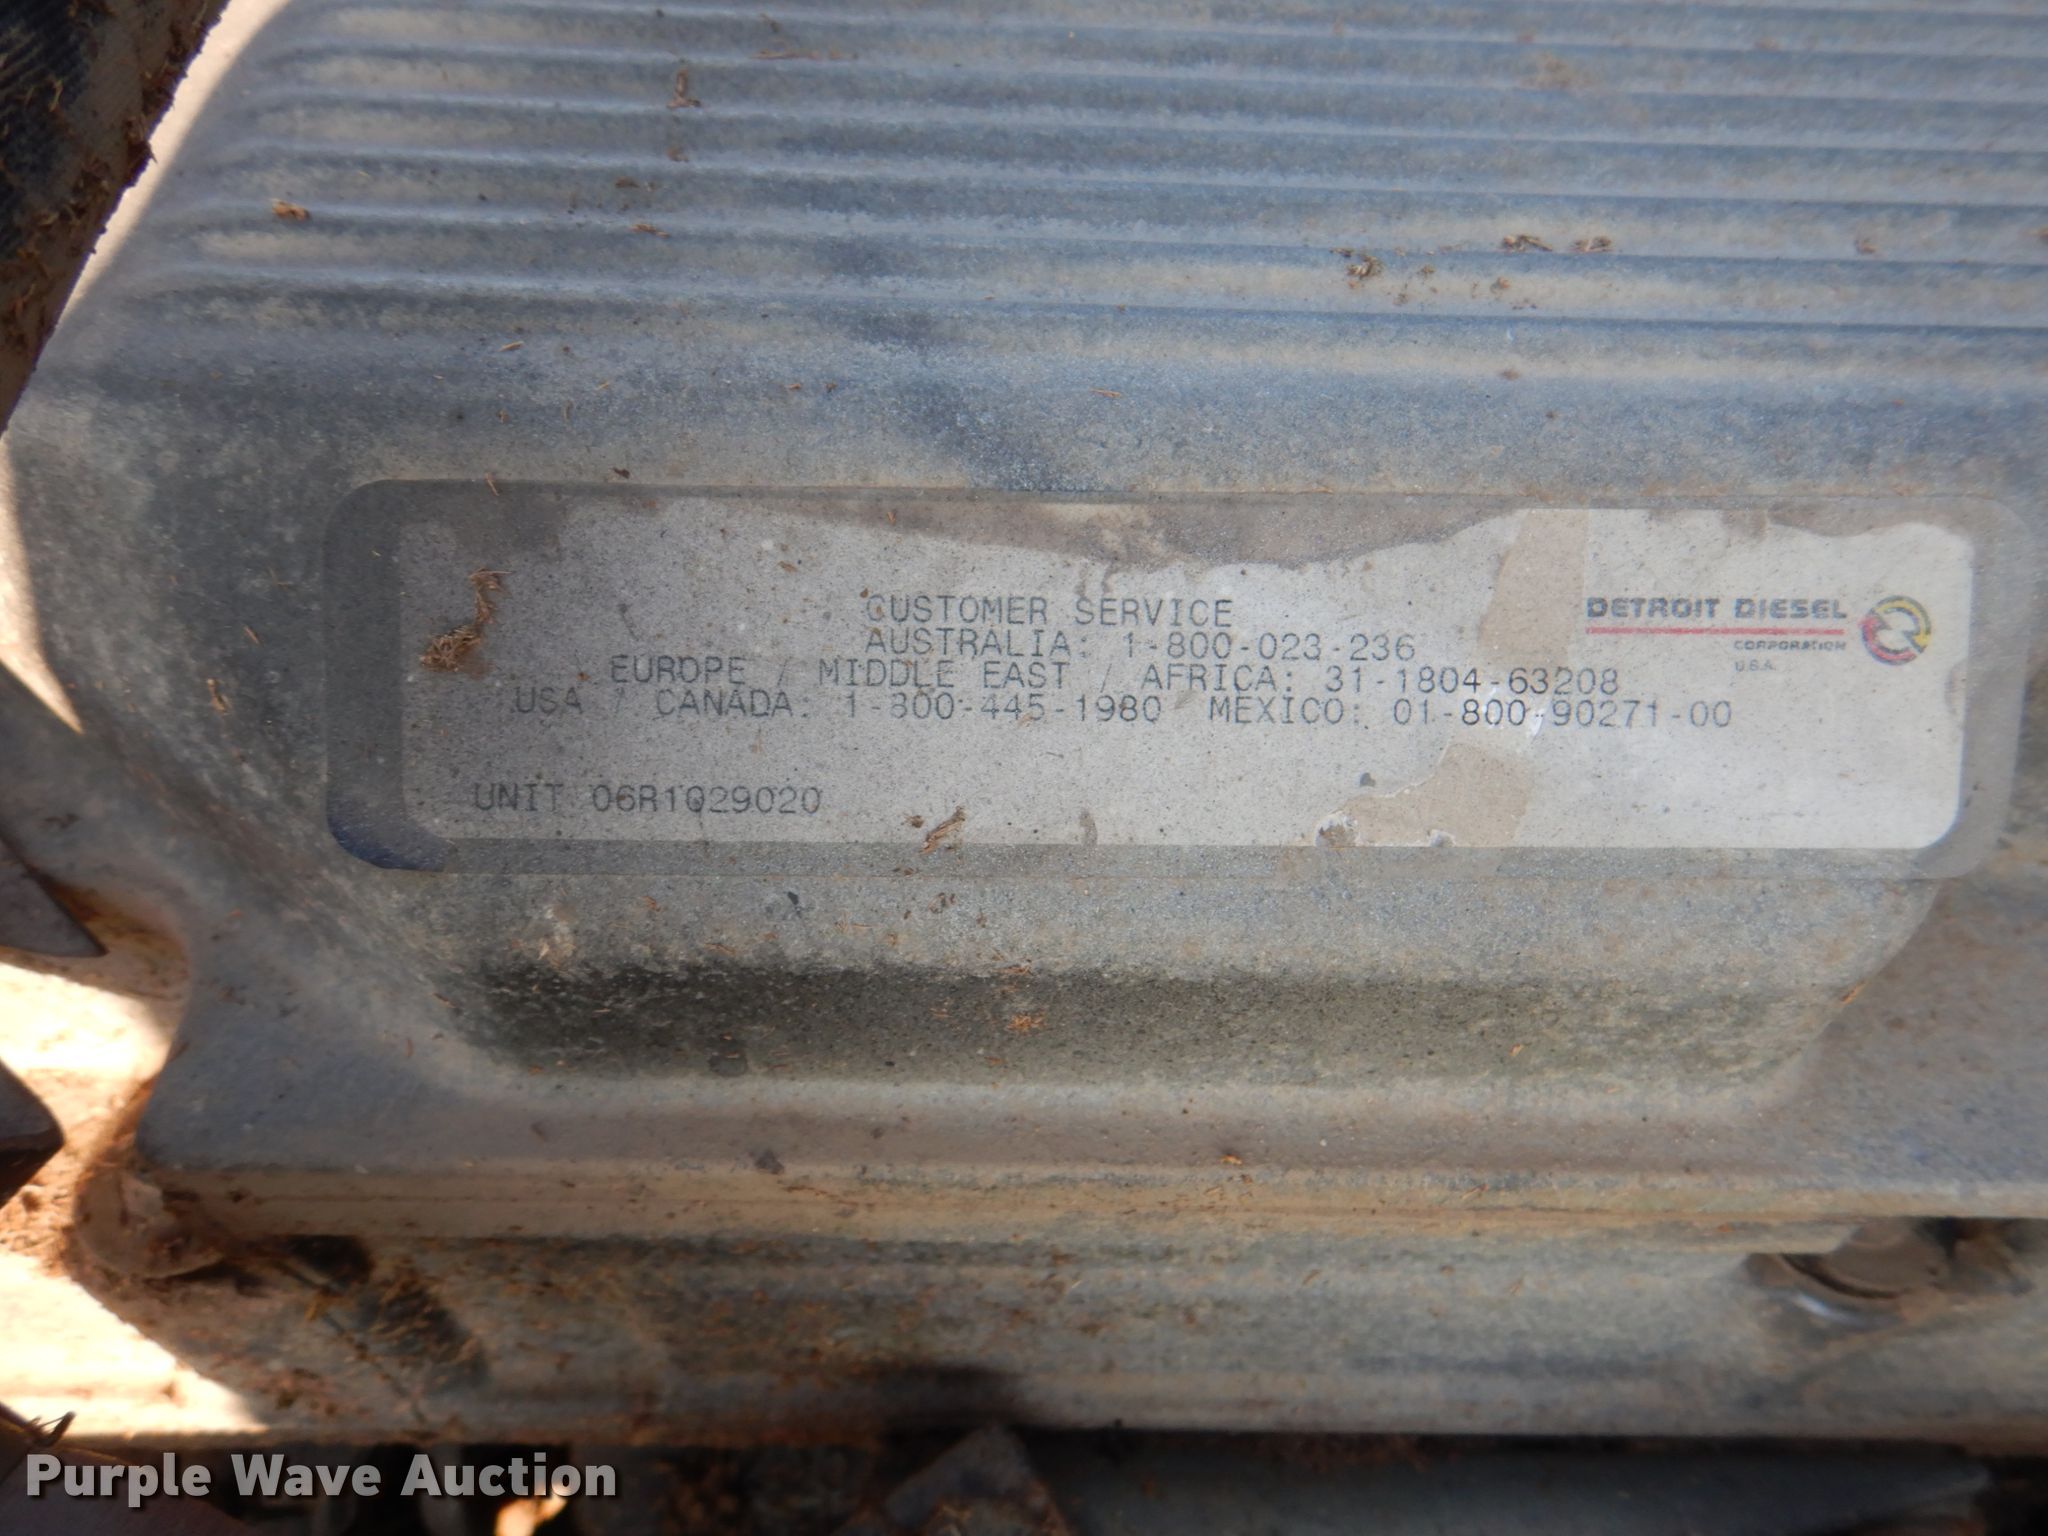 CUSTOMER SERVICE
AUSTRALIA: 1-800-023-236
EUROPE / MIDDLE EAST / AFRICA: 31-1804-63208
USA / CANADA: 1-800-445-1980 MEXICO: 01-800-90271-00
DETROIT DIESEL
CORPORATION
U.S.A.
UNIT 06R1029020
Purple Wave Auction